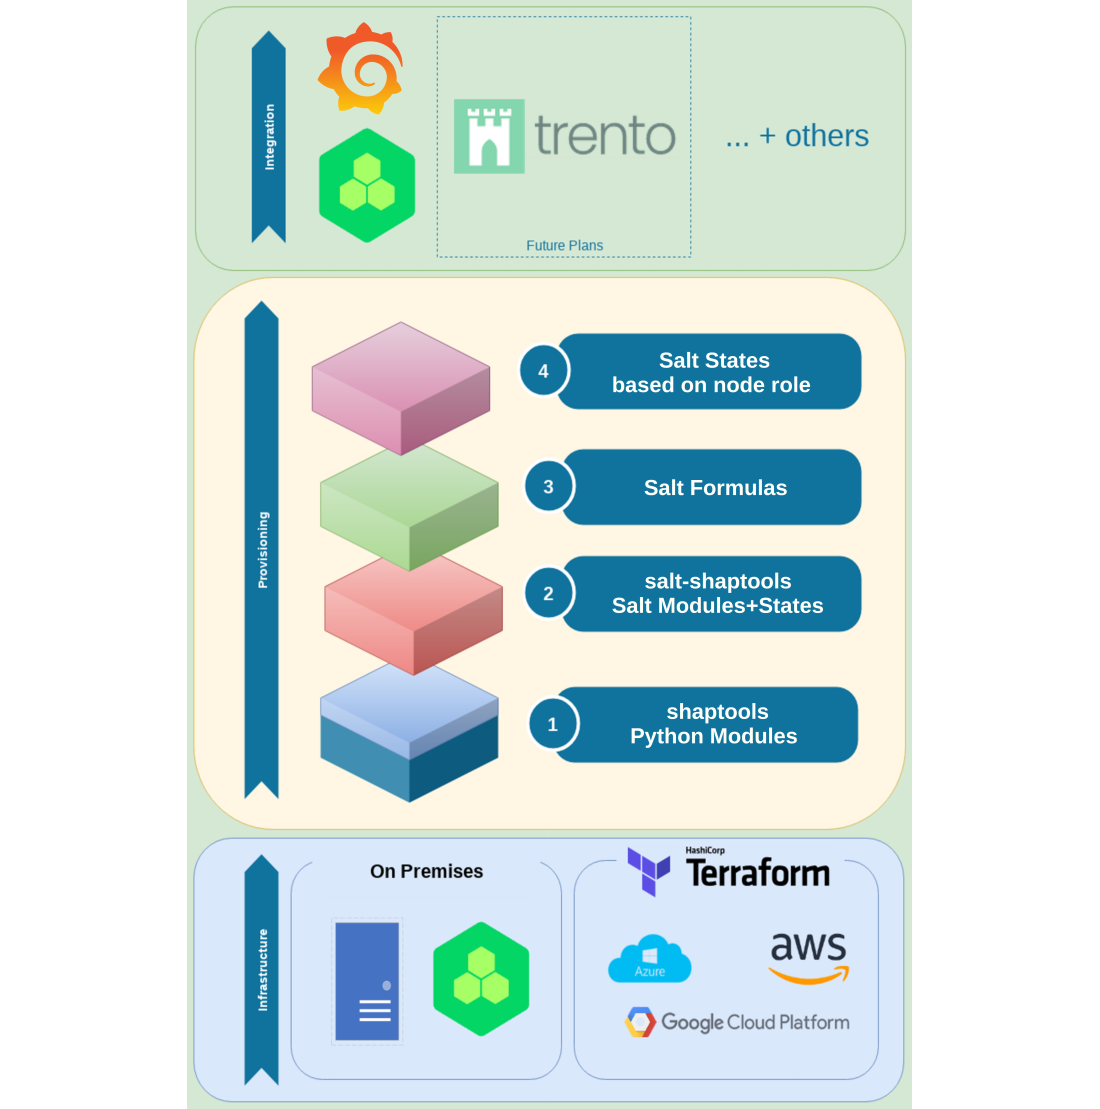 Integration
trento
... + others
Future Plans
Provisioning
4
Salt States
based on node role
3
Salt Formulas
2
salt-shaptools
Salt Modules+States
1
shaptools
Python Modules
Infrastructure
On Premises
HashiCorp
Terraform
Azure
aws
Google Cloud Platform